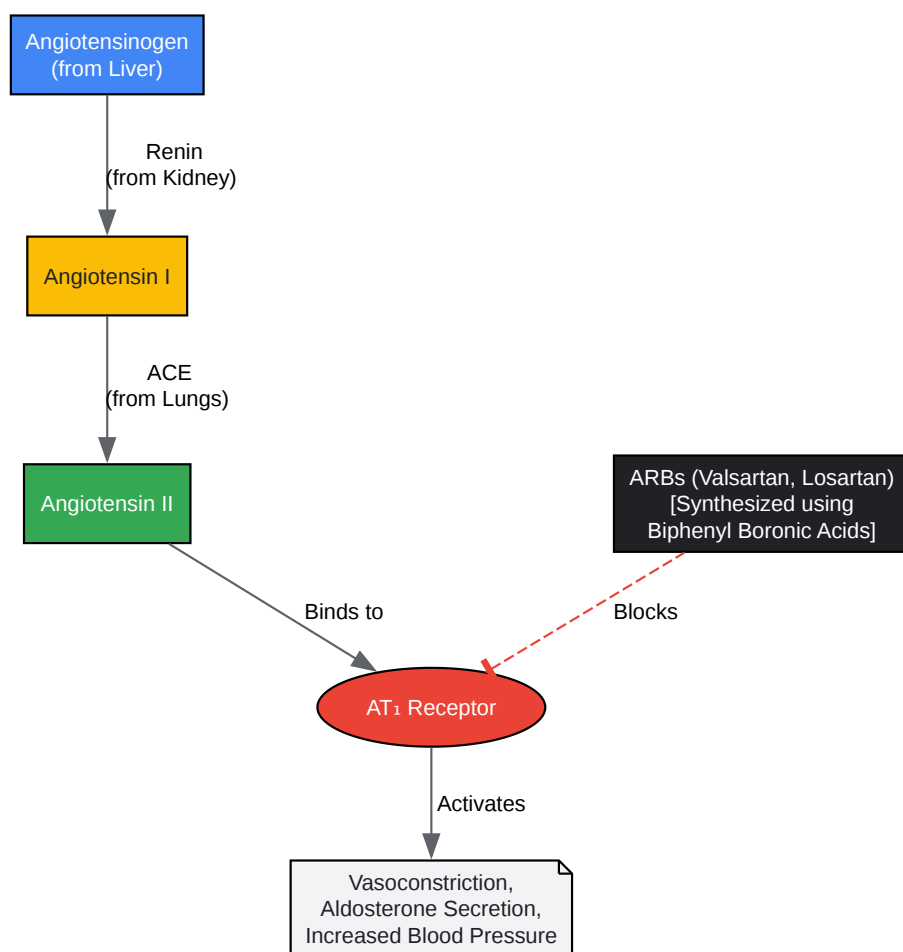 Angiotensinogen
(from Liver)
Renin
(from Kidney)
Angiotensin I
ACE
(from Lungs)
Angiotensin II
ARBs (Valsartan, Losartan)
[Synthesized using
Biphenyl Boronic Acids]
Binds to
Blocks
AT₁ Receptor
Activates
Vasoconstriction,
Aldosterone Secretion,
Increased Blood Pressure